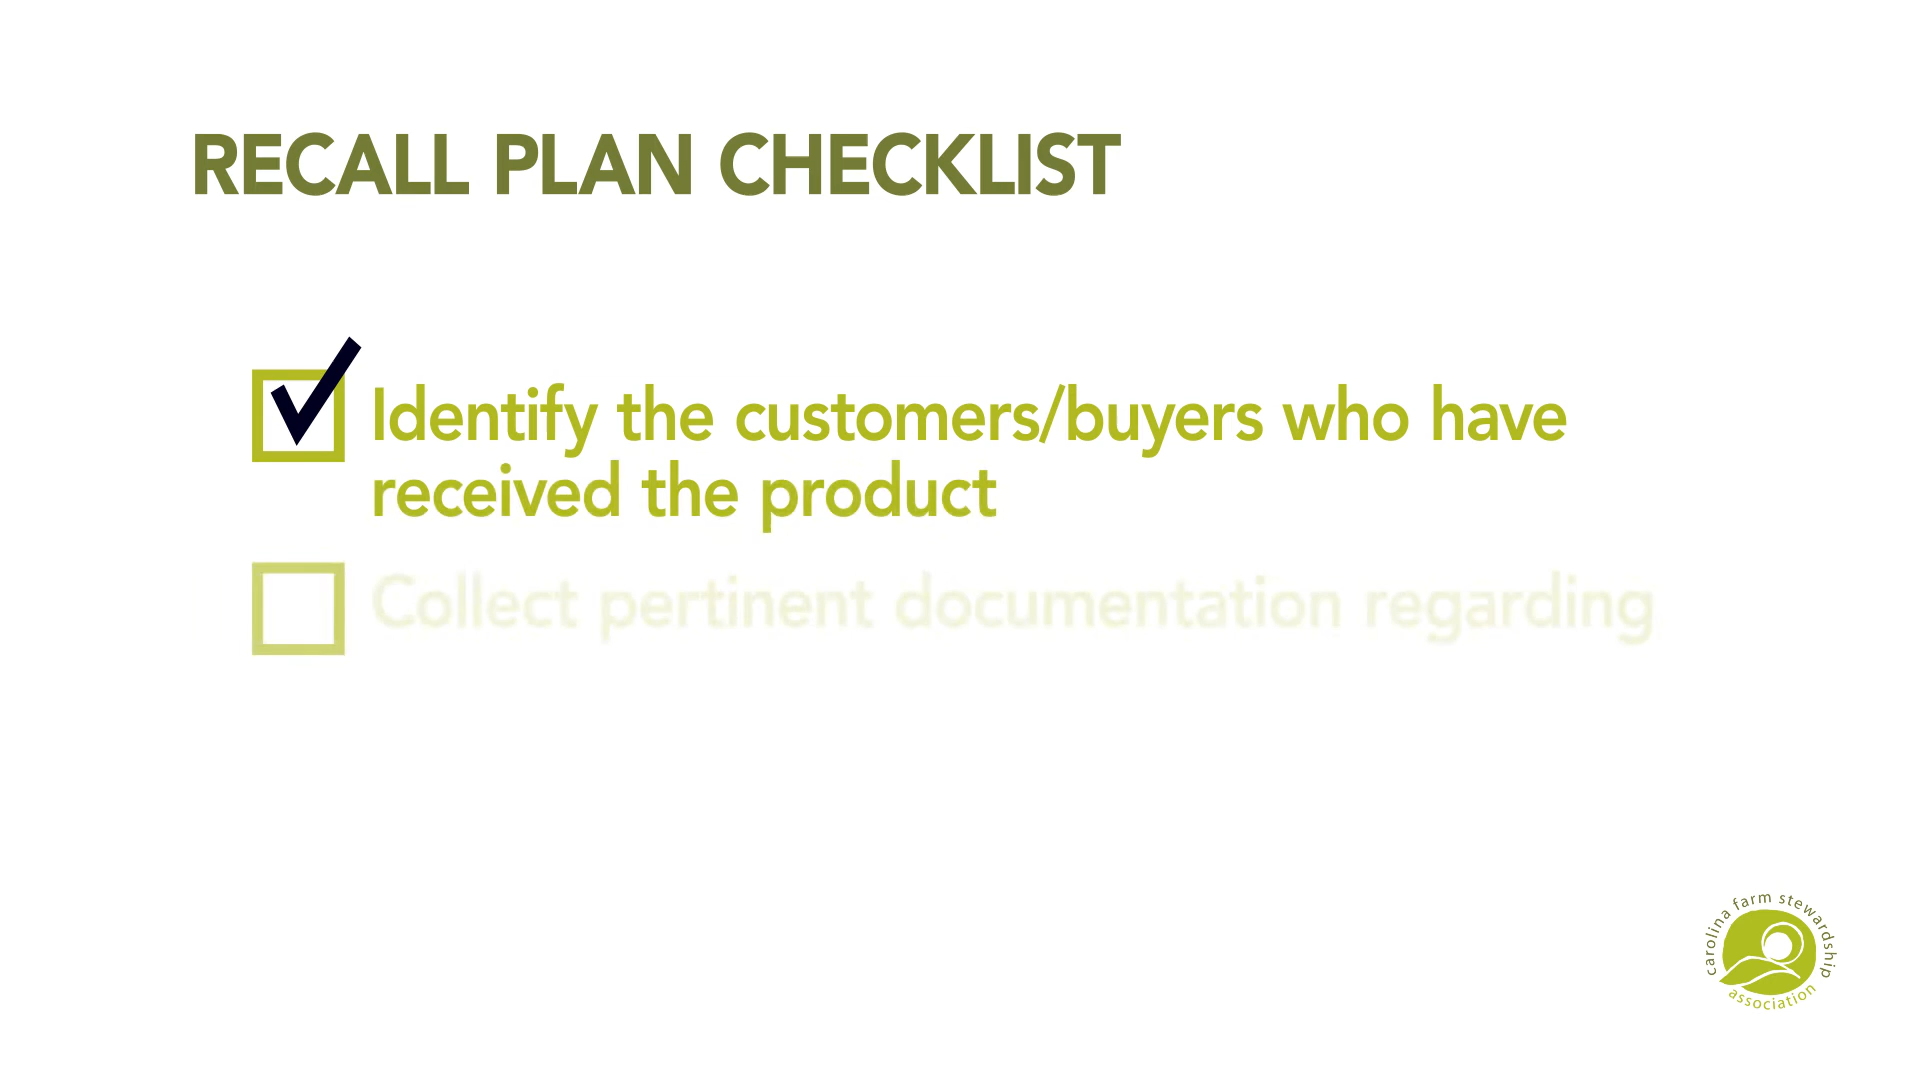 RECALL PLAN CHECKLIST
Identify the customers/buyers who have
received the product
Collect pertinent documentation regarding
carolina farm stewardship
association